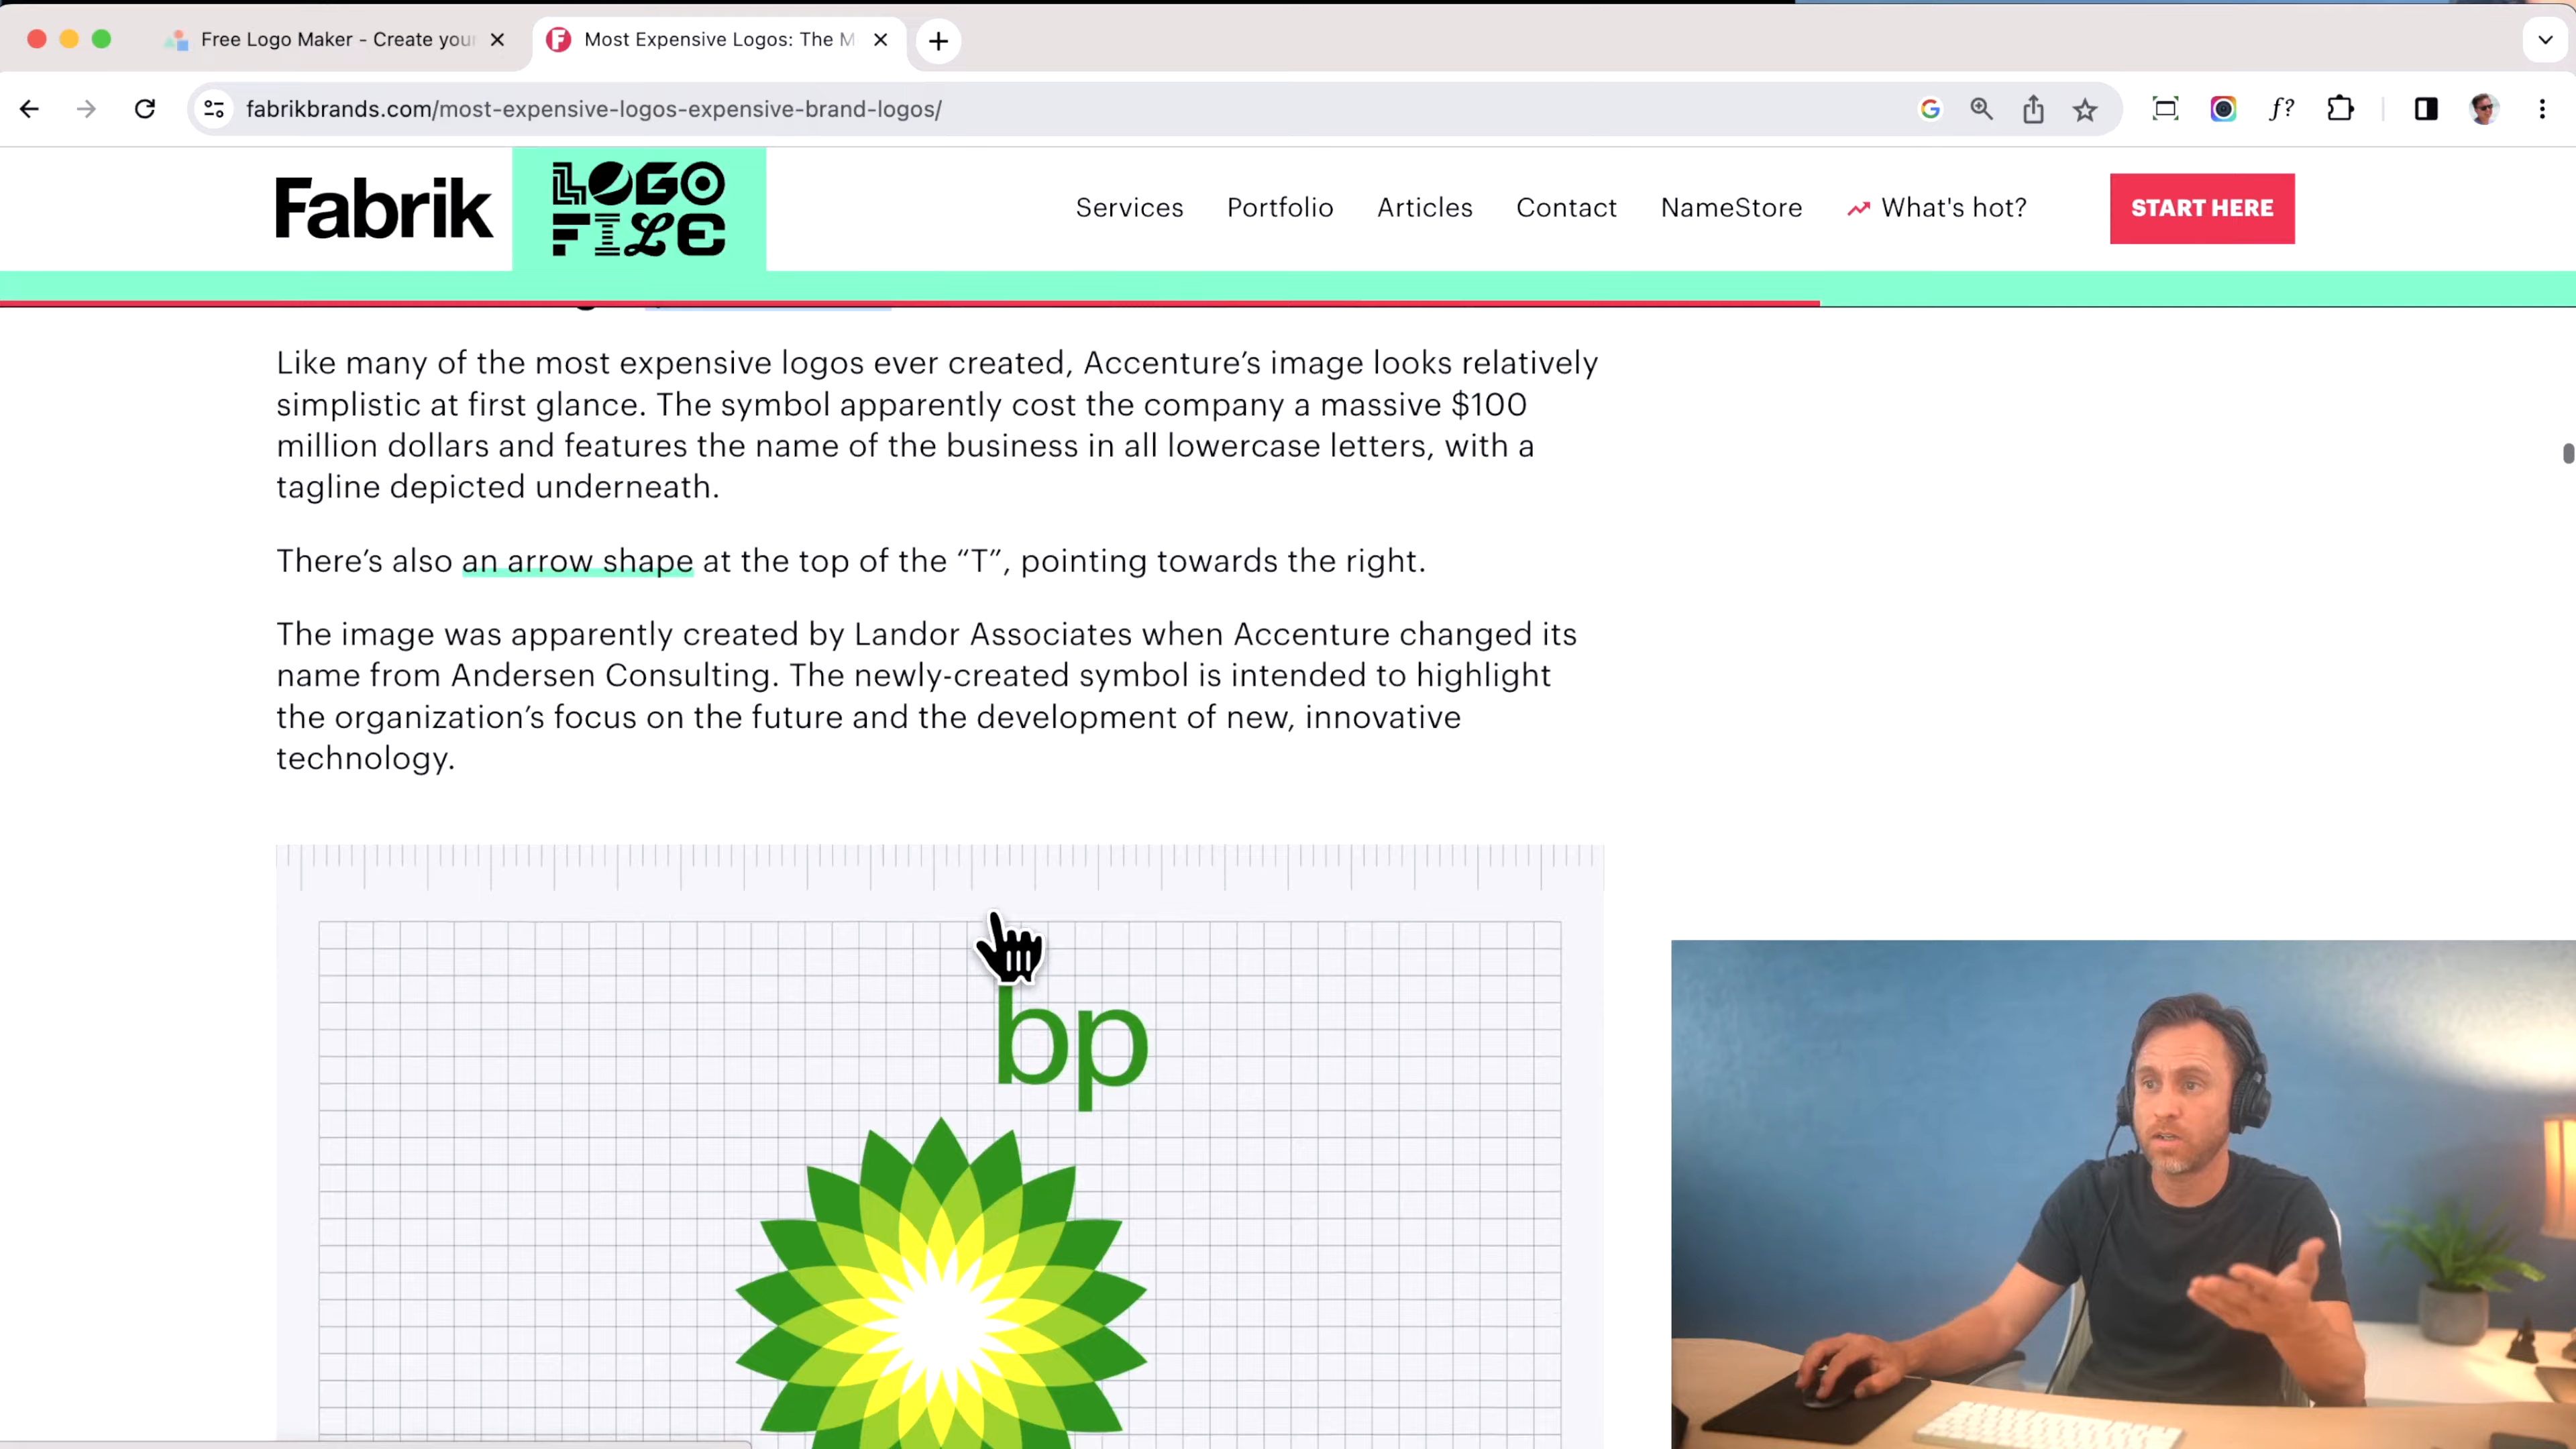 Free Logo Maker - Create your
Most Expensive Logos: The M
fabrikbrands.com/most-expensive-logos-expensive-brand-logos/
f?
Fabrik
LOGO
FILE
Services
Portfolio
Articles
Contact
NameStore
What's hot?
START HERE
Like many of the most expensive logos ever created, Accenture’s image looks relatively
simplistic at first glance. The symbol apparently cost the company a massive $100
million dollars and features the name of the business in all lowercase letters, with a
tagline depicted underneath.
There’s also an arrow shape at the top of the “T”, pointing towards the right.
The image was apparently created by Landor Associates when Accenture changed its
name from Andersen Consulting. The newly-created symbol is intended to highlight
the organization’s focus on the future and the development of new, innovative
technology.
bp